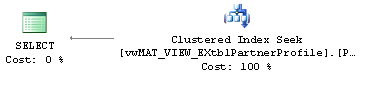 SELECT
Cost: 0 %
Clustered Index Seek
[vwMAT_VIEW_EXtblPartnerProfile].[P…
Cost: 100 %